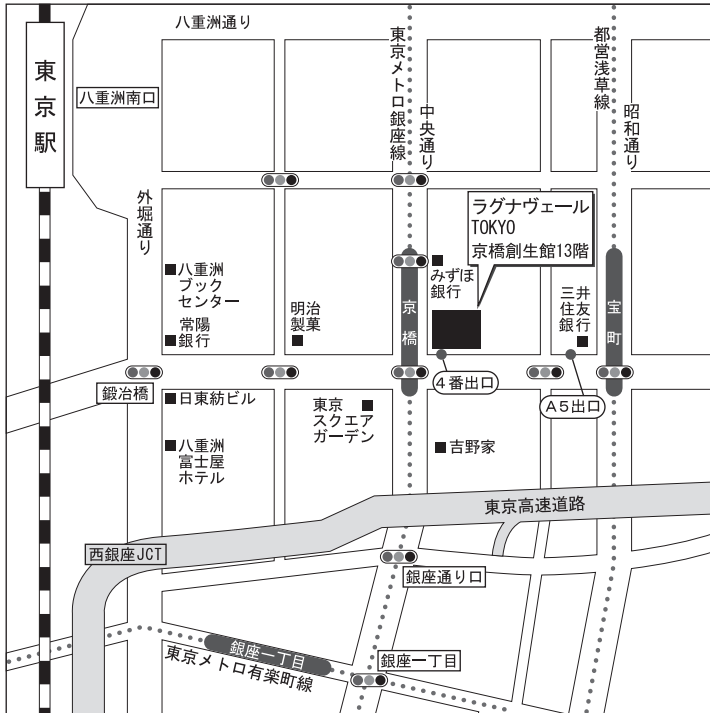 八重洲通り
東京駅
八重洲南口
東京メトロ銀座線
中央通り
都営浅草線
昭和通り
外堀通り
ラグナヴェール
TOKYO
京橋創生館13階
八重洲
ブック
センター
常陽
銀行
明治
製菓
みずほ
銀行
京橋
三井
住友
銀行
宝町
鍛冶橋
4番出口
A5出口
日東紡ビル
東京
スクエア
ガーデン
八重洲
富士屋
ホテル
吉野家
東京高速道路
西銀座JCT
銀座通り口
銀座一丁目
東京メトロ有楽町線
銀座一丁目